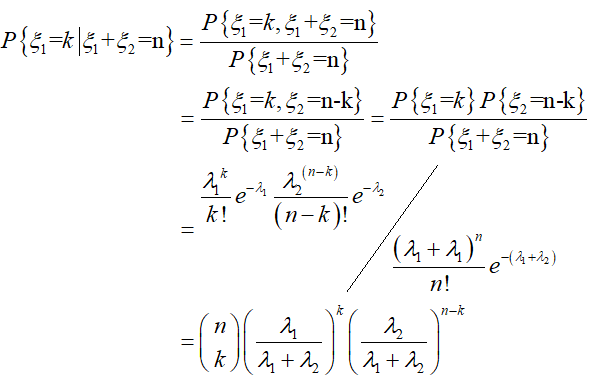 P{ξ₁=k|ξ₁+ξ₂=n} = P{ξ₁=k, ξ₁+ξ₂=n} / P{ξ₁+ξ₂=n}
= P{ξ₁=k, ξ₂=n-k} / P{ξ₁+ξ₂=n} = P{ξ₁=k} P{ξ₂=n-k} / P{ξ₁+ξ₂=n}
= λ₁^k / k! e^(-λ₁) λ₂^((n-k)) / (n-k)! e^(-λ₂) / (λ₁+λ₁)^n / n! e^(-(λ₁+λ₂))
= (n k) (λ₁ / (λ₁+λ₂))^k (λ₂ / (λ₁+λ₂))^(n-k)